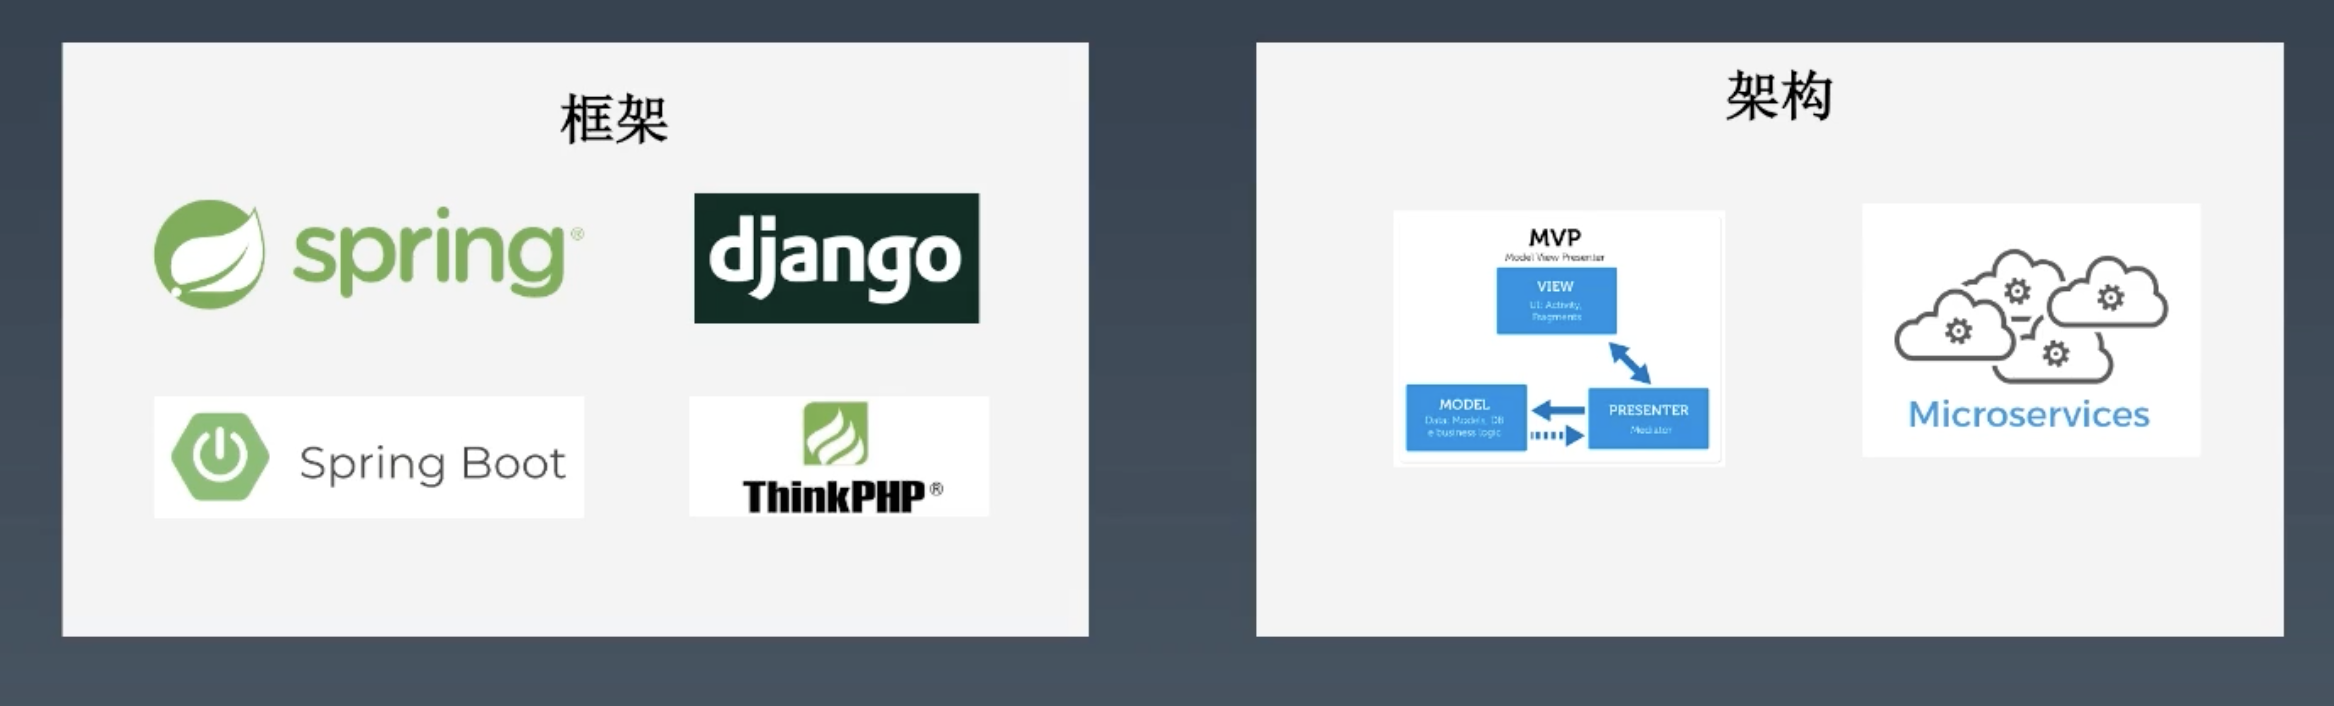 框架
spring®
django
Spring Boot
ThinkPHP®
架构
MVP
Model View Presenter
VIEW
UI: Activity,
Fragments
MODEL
Data: Models, DB
e business logic
PRESENTER
Mediator
Microservices